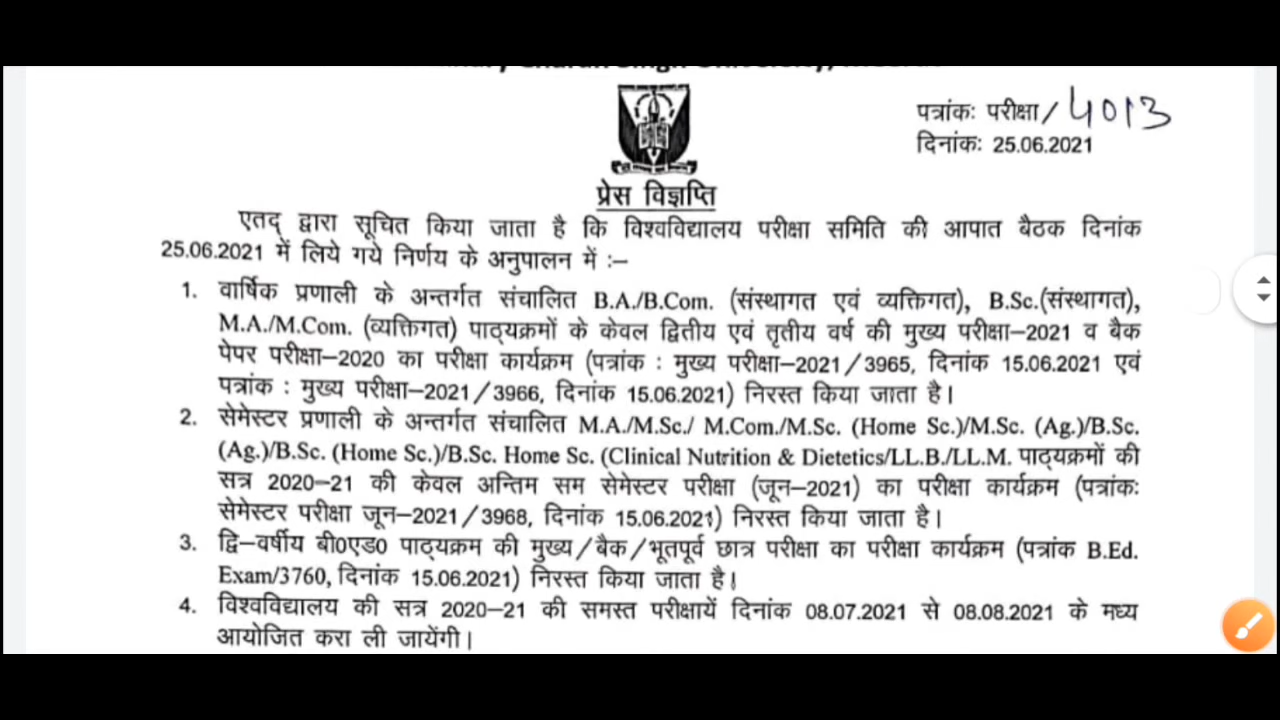 पत्रांकः परीक्षा/4013
दिनांकः 25.06.2021
प्रेस विज्ञप्ति
एतद् द्वारा सूचित किया जाता है कि विश्वविद्यालय परीक्षा समिति की आपात बैठक दिनांक
25.06.2021 में लिये गये निर्णय के अनुपालन में :–
1. वार्षिक प्रणाली के अन्तर्गत संचालित B.A./B.Com. (संस्थागत एवं व्यक्तिगत), B.Sc.(संस्थागत),
M.A./M.Com. (व्यक्तिगत) पाठ्यक्रमों के केवल द्वितीय एवं तृतीय वर्ष की मुख्य परीक्षा–2021 व बैक
पेपर परीक्षा–2020 का परीक्षा कार्यक्रम (पत्रांक : मुख्य परीक्षा–2021/3965, दिनांक 15.06.2021 एवं
पत्रांक : मुख्य परीक्षा–2021/3966, दिनांक 15.06.2021) निरस्त किया जाता है।
2. सेमेस्टर प्रणाली के अन्तर्गत संचालित M.A./M.Sc./ M.Com./M.Sc. (Home Sc.)/M.Sc. (Ag.)/B.Sc.
(Ag.)/B.Sc. (Home Sc.)/B.Sc. Home Sc. (Clinical Nutrition & Dietetics/LL.B./LL.M. पाठ्यक्रमों की
सत्र 2020–21 की केवल अन्तिम सम सेमेस्टर परीक्षा (जून–2021) का परीक्षा कार्यक्रम (पत्रांकः
सेमेस्टर परीक्षा जून–2021/3968, दिनांक 15.06.2021) निरस्त किया जाता है।
3. द्वि–वर्षीय बी0एड0 पाठ्यक्रम की मुख्य/बैक/भूतपूर्व छात्र परीक्षा का परीक्षा कार्यक्रम (पत्रांक B.Ed.
Exam/3760, दिनांक 15.06.2021) निरस्त किया जाता है।
4. विश्वविद्यालय की सत्र 2020–21 की समस्त परीक्षायें दिनांक 08.07.2021 से 08.08.2021 के मध्य
आयोजित करा ली जायेंगी।